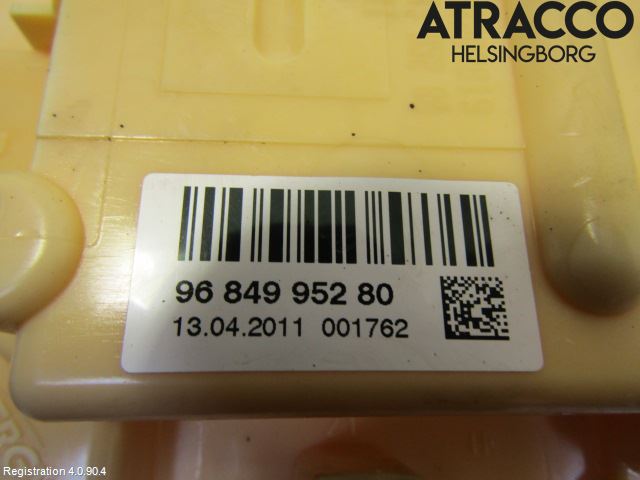 ATRACCO
HELSINGBORG
96 849 952 80
13.04.2011 001762
Registration 4.0.90.4